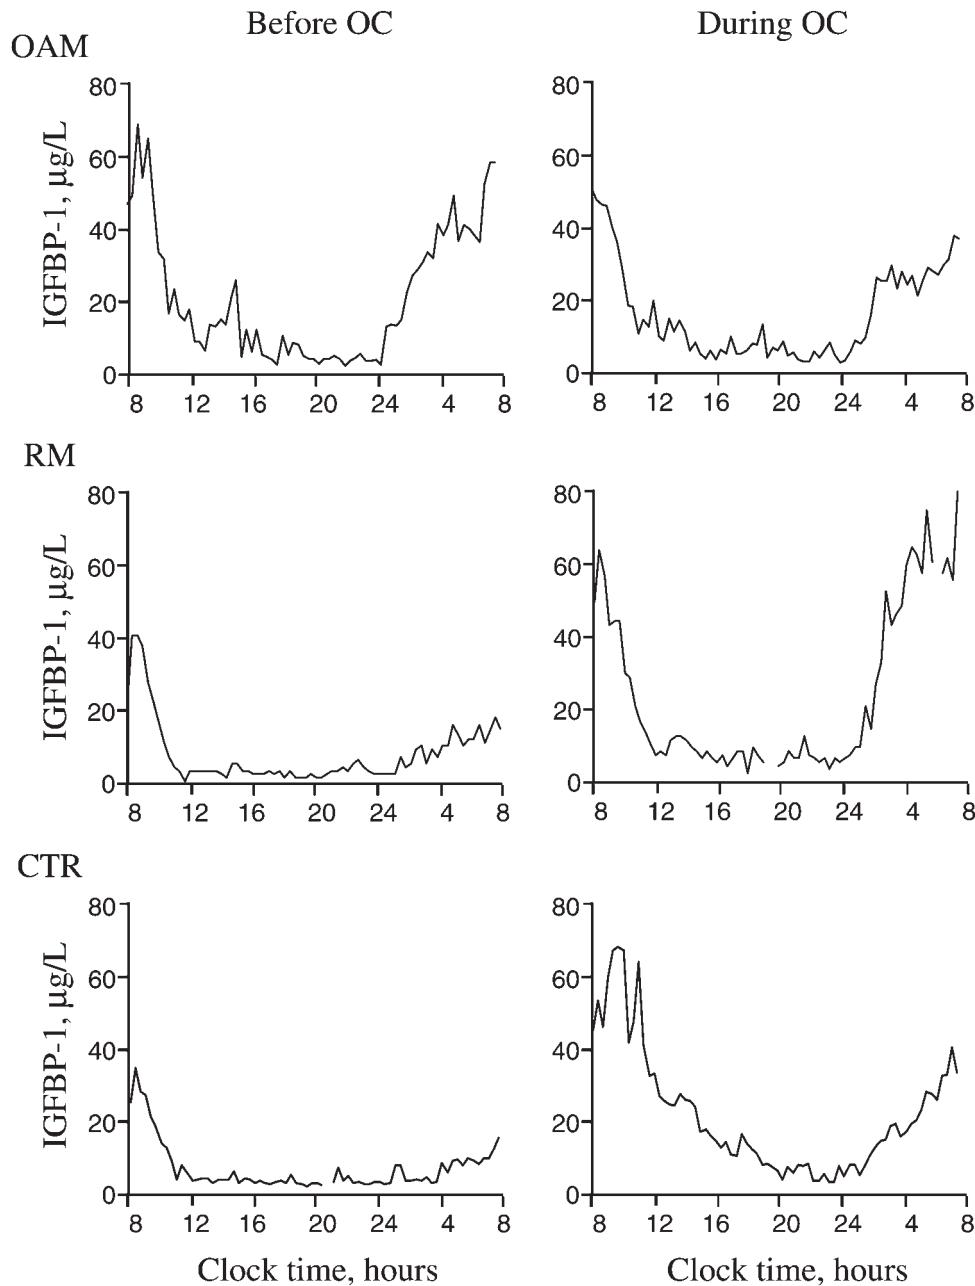 Before OC During OC
OAM
80 80
60 60
40 40
20 20
0 0
IGFBP-1, µg/L
8 12 16 20 24 4 8 8 12 16 20 24 4 8
RM
80 80
60 60
40 40
20 20
0 0
IGFBP-1, µg/L
8 12 16 20 24 4 8 8 12 16 20 24 4 8
CTR
80 80
60 60
40 40
20 20
0 0
IGFBP-1, µg/L
8 12 16 20 24 4 8 8 12 16 20 24 4 8
Clock time, hours Clock time, hours